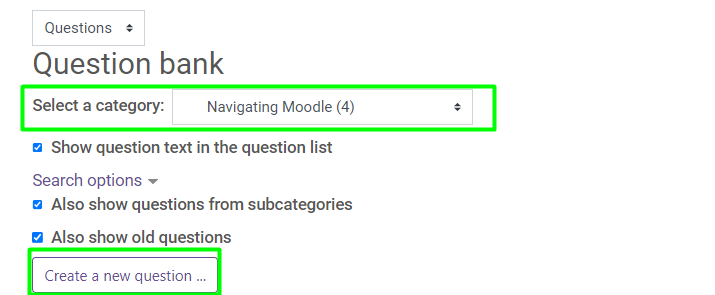 Questions
Question bank
Select a category: Navigating Moodle (4)
Show question text in the question list
Search options
Also show questions from subcategories
Also show old questions
Create a new question ...